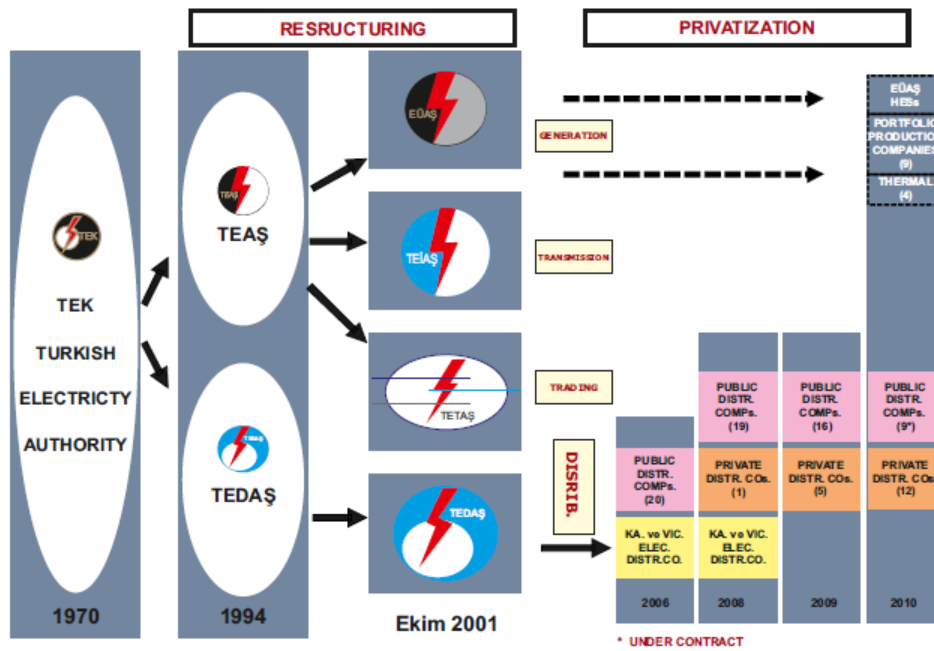 RESRUCTURING
PRIVATIZATION
TEK
TEK
TURKISH
ELECTRICTY
AUTHORITY
1970
TEAŞ
TEAŞ
TEDAŞ
TEDAŞ
1994
EÜAŞ
TEİAŞ
TETAŞ
TEDAŞ
Ekim 2001
GENERATION
TRANSMISSION
TRADING
DISRIB.
PUBLIC
DISTR.
COMPs.
(20)
KA. ve VIC.
ELEC.
DISTR.CO.
2006
PUBLIC
DISTR.
COMPs.
(19)
PRIVATE
DISTR. COs.
(1)
KA. ve VIC.
ELEC.
DISTR.CO.
2008
PUBLIC
DISTR.
COMPs.
(16)
PRIVATE
DISTR. COs.
(5)
2009
EÜAŞ
HESs
PORTFOLIO
PRODUCTION
COMPANIES
(9)
THERMAL
(4)
PUBLIC
DISTR.
COMPs.
(9*)
PRIVATE
DISTR. COs.
(12)
2010
* UNDER CONTRACT